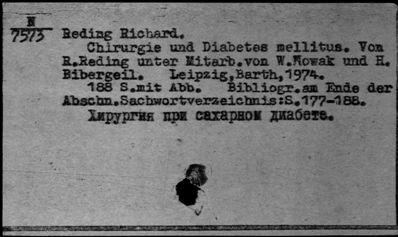 N
7573
Reding Richard.
Chirurgie und Diabetes mellitus. Von
R.Reding unter Mitarb.von W.Nowak und H.
Bibergeil. Leipzig,Barth,1974.
188 S.mit Abb. Bibliogr.am Ende der
Abschn.Sachwortverzeichnis:S.177-188.
Хирургия при сахарном диабете.